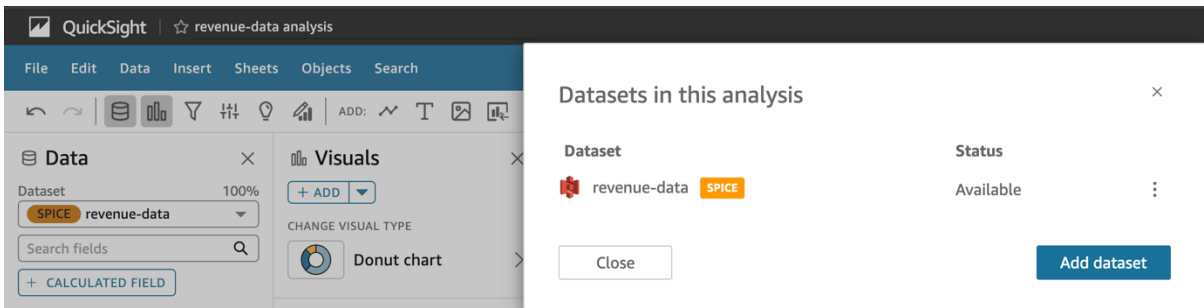 QuickSight revenue-data analysis
File Edit Data Insert Sheets Objects Search
ADD:
Data
Dataset 100%
SPICE revenue-data
Search fields
+ CALCULATED FIELD
Visuals
+ ADD
CHANGE VISUAL TYPE
Donut chart
Datasets in this analysis
Dataset Status
revenue-data SPICE Available
Close Add dataset